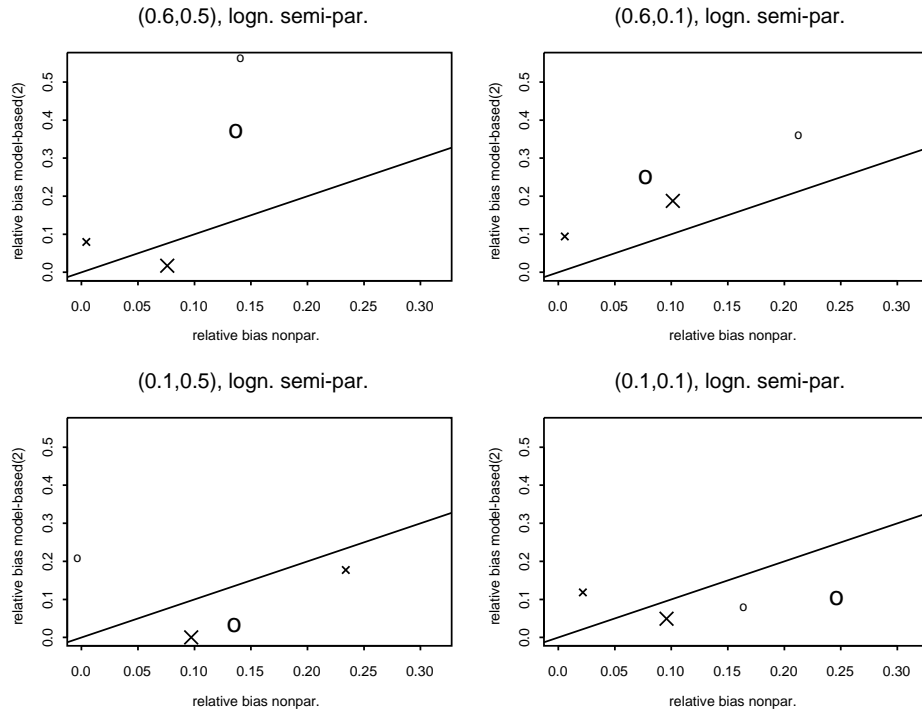 (0.6,0.5), logn. semi-par.
relative bias model-based(2)
0.0 0.1 0.2 0.3 0.4 0.5
0.0 0.05 0.10 0.15 0.20 0.25 0.30
relative bias nonpar.
(0.6,0.1), logn. semi-par.
relative bias model-based(2)
0.0 0.1 0.2 0.3 0.4 0.5
0.0 0.05 0.10 0.15 0.20 0.25 0.30
relative bias nonpar.
(0.1,0.5), logn. semi-par.
relative bias model-based(2)
0.0 0.1 0.2 0.3 0.4 0.5
0.0 0.05 0.10 0.15 0.20 0.25 0.30
relative bias nonpar.
(0.1,0.1), logn. semi-par.
relative bias model-based(2)
0.0 0.1 0.2 0.3 0.4 0.5
0.0 0.05 0.10 0.15 0.20 0.25 0.30
relative bias nonpar.